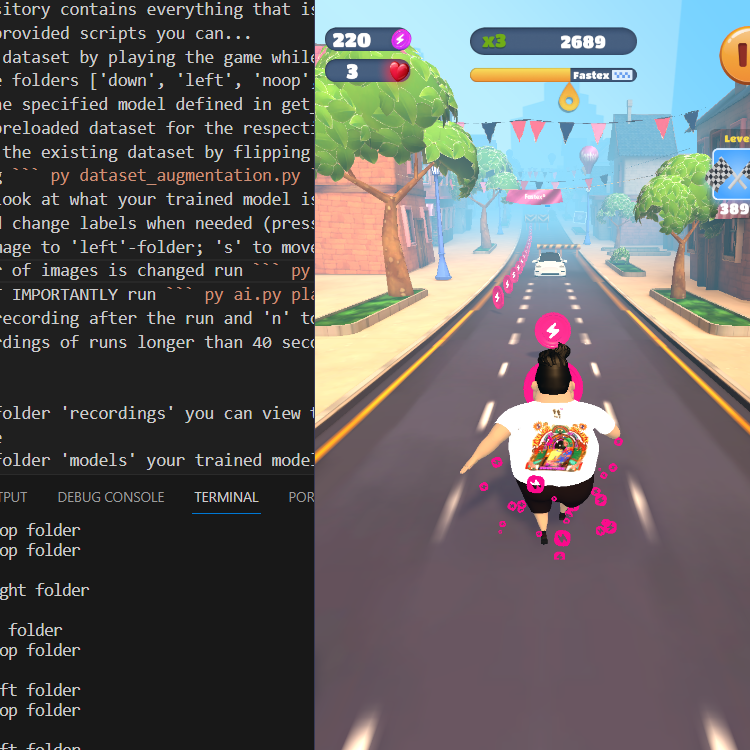 sitory contains everything that is
provided scripts you can...
dataset by playing the game while
e folders ['down', 'left', 'noop'
he specified model defined in get_
preloaded dataset for the respecti
the existing dataset by flipping
g ``` py dataset_augmentation.py `
look at what your trained model is
d change labels when needed (press
mage to 'left'-folder; 's' to move
r of images is changed run ``` py
T IMPORTANTLY run ``` py ai.py pla
recording after the run and 'n' to
rdings of runs longer than 40 seco
folder 'recordings' you can view t
e
folder 'models' your trained model
TPUT DEBUG CONSOLE TERMINAL POR
op folder
op folder
ght folder
folder
op folder
ft folder
op folder
ft folder
220
3
x3 2689
Fastex
Leve
389
Fastex